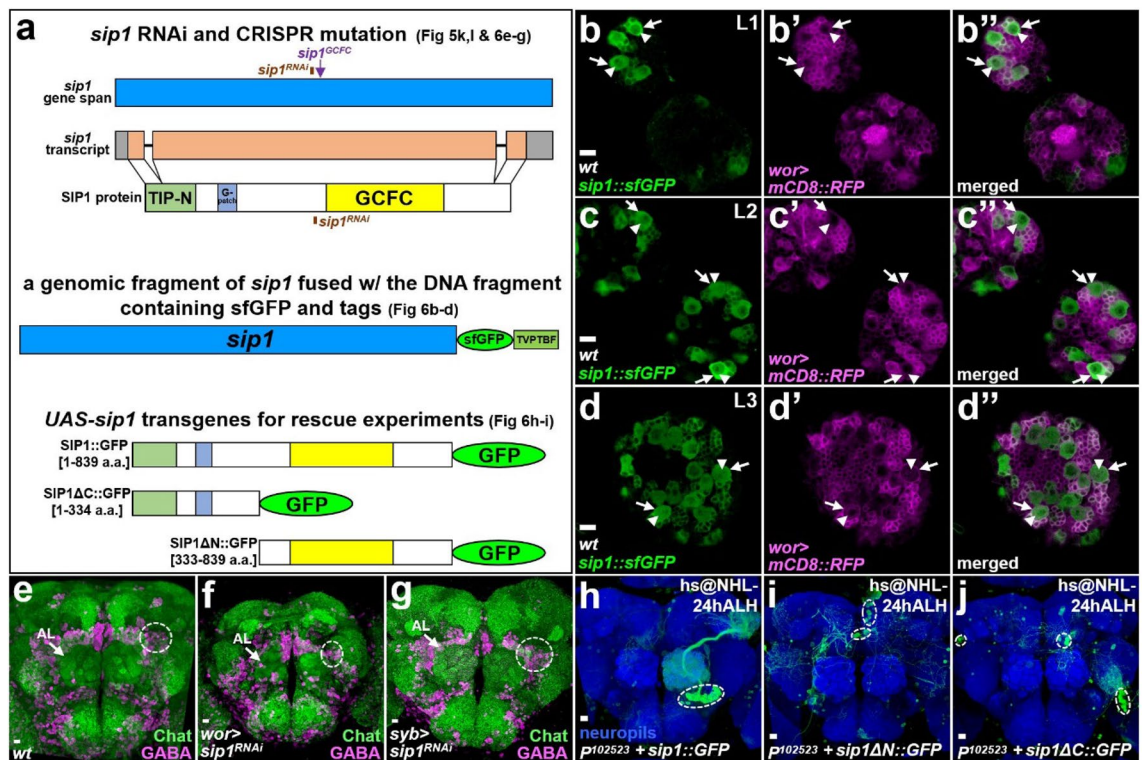 a
sip1 RNAi and CRISPR mutation (Fig 5k,l & 6e-g)
sip1GCFC
sip1RNAi
sip1
gene span
sip1
transcript
SIP1 protein
TIP-N
G-
patch
GCFC
sip1RNAi
a genomic fragment of sip1 fused w/ the DNA fragment
containing sfGFP and tags (Fig 6b-d)
sip1
sfGFP
TVPTBF
UAS-sip1 transgenes for rescue experiments (Fig 6h-i)
SIP1::GFP
[1-839 a.a.]
GFP
SIP1ΔC::GFP
[1-334 a.a.]
GFP
SIP1ΔN::GFP
[333-839 a.a.]
GFP
b
L1
wt
sip1::sfGFP
b'
wor>
mCD8::RFP
b''
merged
c
L2
wt
sip1::sfGFP
c'
wor>
mCD8::RFP
c''
merged
d
L3
wt
sip1::sfGFP
d'
wor>
mCD8::RFP
d''
merged
e
AL
wt
Chat
GABA
f
AL
wor>
sip1RNAi
Chat
GABA
g
AL
syb>
sip1RNAi
Chat
GABA
h
hs@NHL-
24hALH
neuropils
P102523 + sip1::GFP
i
hs@NHL-
24hALH
P102523 + sip1ΔN::GFP
j
hs@NHL-
24hALH
P102523 + sip1ΔC::GFP